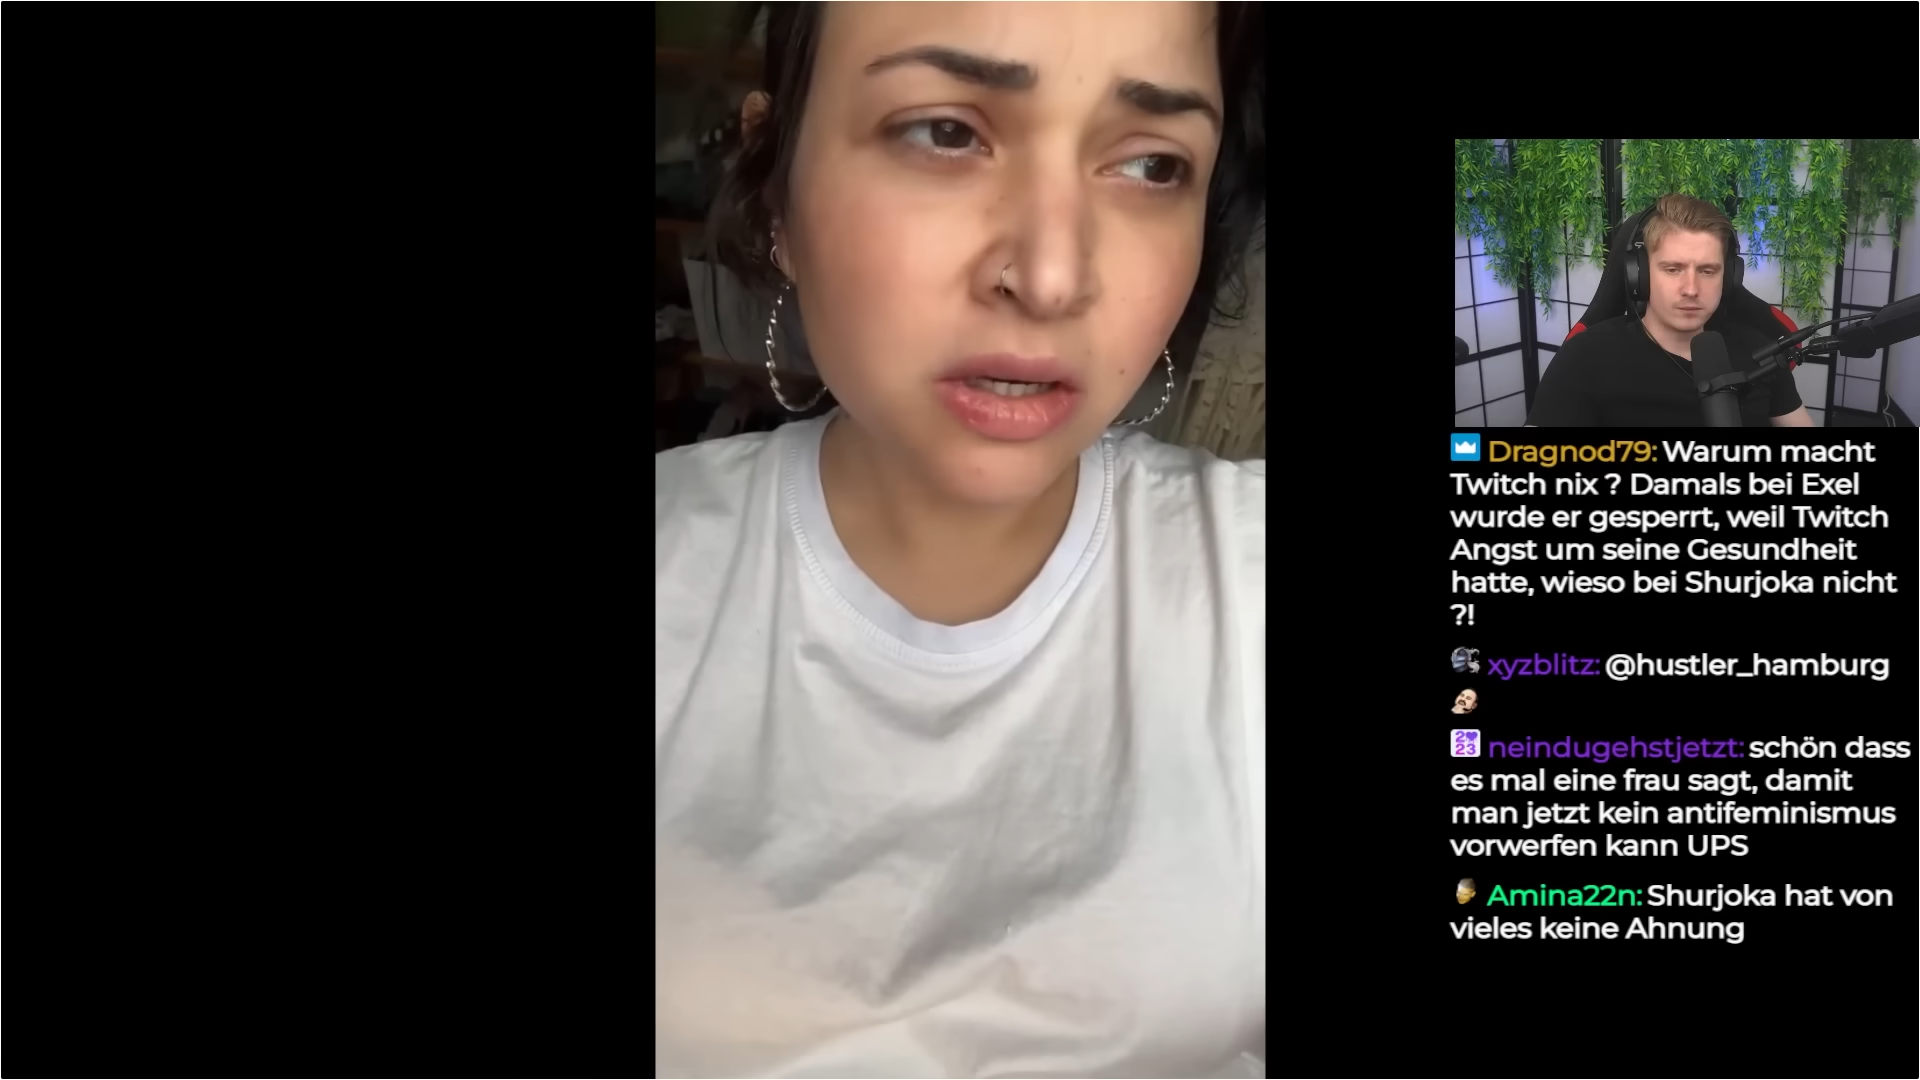 Dragnod79: Warum macht
Twitch nix ? Damals bei Exel
wurde er gesperrt, weil Twitch
Angst um seine Gesundheit
hatte, wieso bei Shurjoka nicht
?!
xyzblitz: @hustler_hamburg
2023
neindugehstjetzt: schön dass
es mal eine frau sagt, damit
man jetzt kein antifeminismus
vorwerfen kann UPS
Amina22n: Shurjoka hat von
vieles keine Ahnung